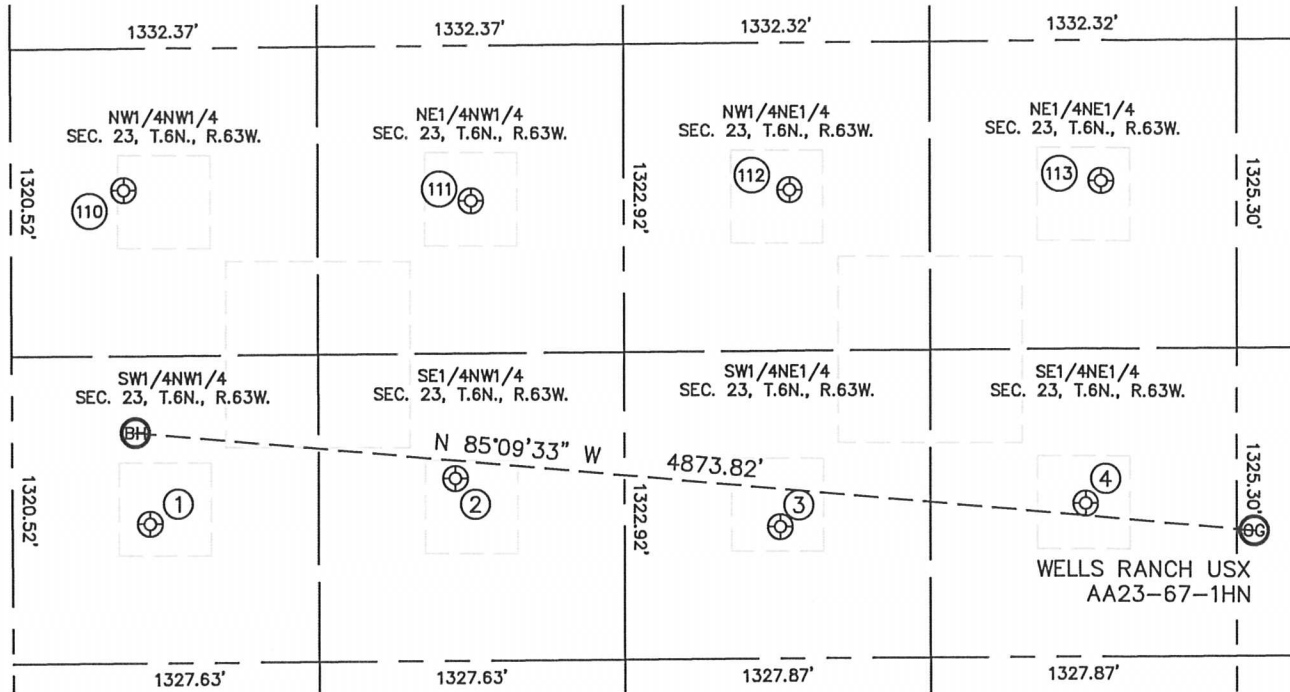 1332.37'
1332.37'
1332.32'
1332.32'
NW1/4NW1/4
SEC. 23, T.6N., R.63W.
NE1/4NW1/4
SEC. 23, T.6N., R.63W.
NW1/4NE1/4
SEC. 23, T.6N., R.63W.
NE1/4NE1/4
SEC. 23, T.6N., R.63W.
1320.52'
110
111
1322.92'
112
113
1325.30'
SW1/4NW1/4
SEC. 23, T.6N., R.63W.
SE1/4NW1/4
SEC. 23, T.6N., R.63W.
SW1/4NE1/4
SEC. 23, T.6N., R.63W.
SE1/4NE1/4
SEC. 23, T.6N., R.63W.
BH
N 85°09'33" W
4873.82'
1320.52'
1
2
1322.92'
3
4
1325.30'
OG
WELLS RANCH USX
AA23-67-1HN
1327.63'
1327.63'
1327.87'
1327.87'